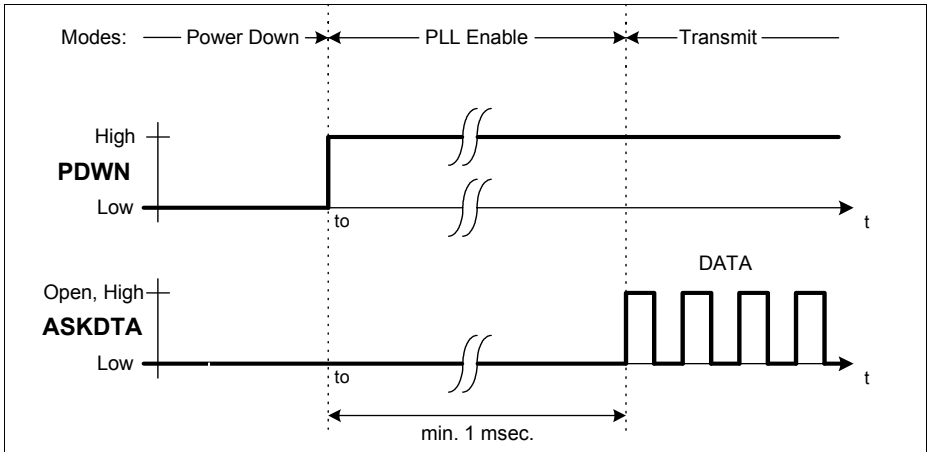 Modes: Power Down PLL Enable Transmit
High
PDWN
Low
to
t
DATA
Open, High
ASKDTA
Low
to
t
min. 1 msec.